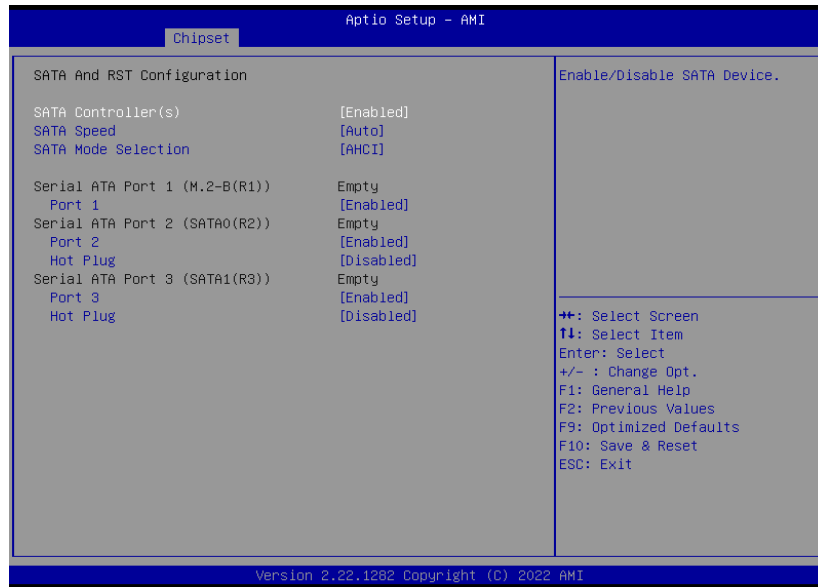 Aptio Setup – AMI
Chipset
SATA And RST Configuration
SATA Controller(s) [Enabled]
SATA Speed [Auto]
SATA Mode Selection [AHCI]
Serial ATA Port 1 (M.2-B(R1)) Empty
Port 1 [Enabled]
Serial ATA Port 2 (SATA0(R2)) Empty
Port 2 [Enabled]
Hot Plug [Disabled]
Serial ATA Port 3 (SATA1(R3)) Empty
Port 3 [Enabled]
Hot Plug [Disabled]
Enable/Disable SATA Device.
→←: Select Screen
↑↓: Select Item
Enter: Select
+/- : Change Opt.
F1: General Help
F2: Previous Values
F9: Optimized Defaults
F10: Save & Reset
ESC: Exit
Version 2.22.1282 Copyright (C) 2022 AMI